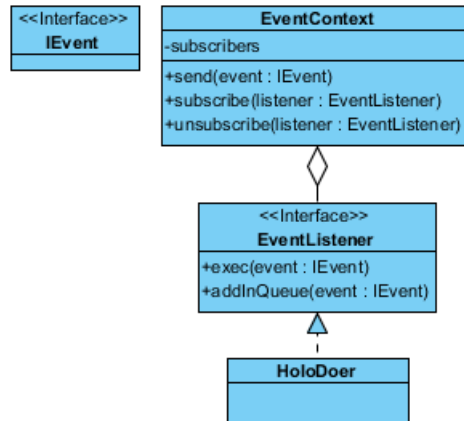 <<Interface>>
IEvent
EventContext
-subscribers
+send(event : IEvent)
+subscribe(listener : EventListener)
+unsubscribe(listener : EventListener)
<<Interface>>
EventListener
+exec(event : IEvent)
+addInQueue(event : IEvent)
HoloDoer